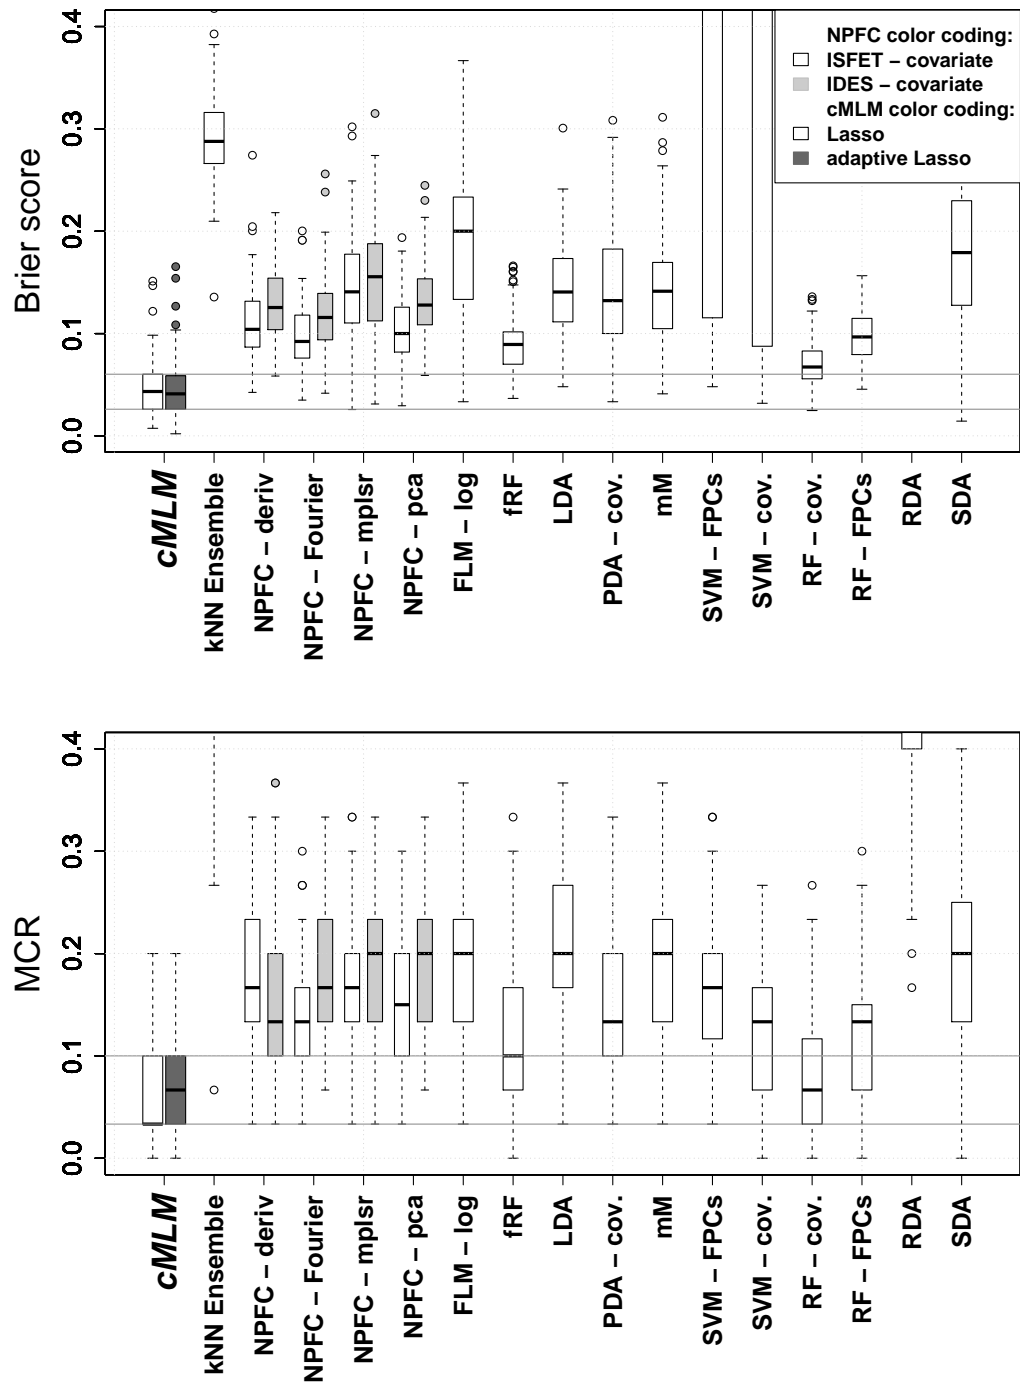 Brier score
0.0
0.1
0.2
0.3
0.4
NPFC color coding:
ISFET – covariate
IDES – covariate
cMLM color coding:
Lasso
adaptive Lasso
cMLM
kNN Ensemble
NPFC – deriv
NPFC – Fourier
NPFC – mplsr
NPFC – pca
FLM – log
fRF
LDA
PDA – cov.
mM
SVM – FPCs
SVM – cov.
RF – cov.
RF – FPCs
RDA
SDA
MCR
0.0
0.1
0.2
0.3
0.4
cMLM
kNN Ensemble
NPFC – deriv
NPFC – Fourier
NPFC – mplsr
NPFC – pca
FLM – log
fRF
LDA
PDA – cov.
mM
SVM – FPCs
SVM – cov.
RF – cov.
RF – FPCs
RDA
SDA